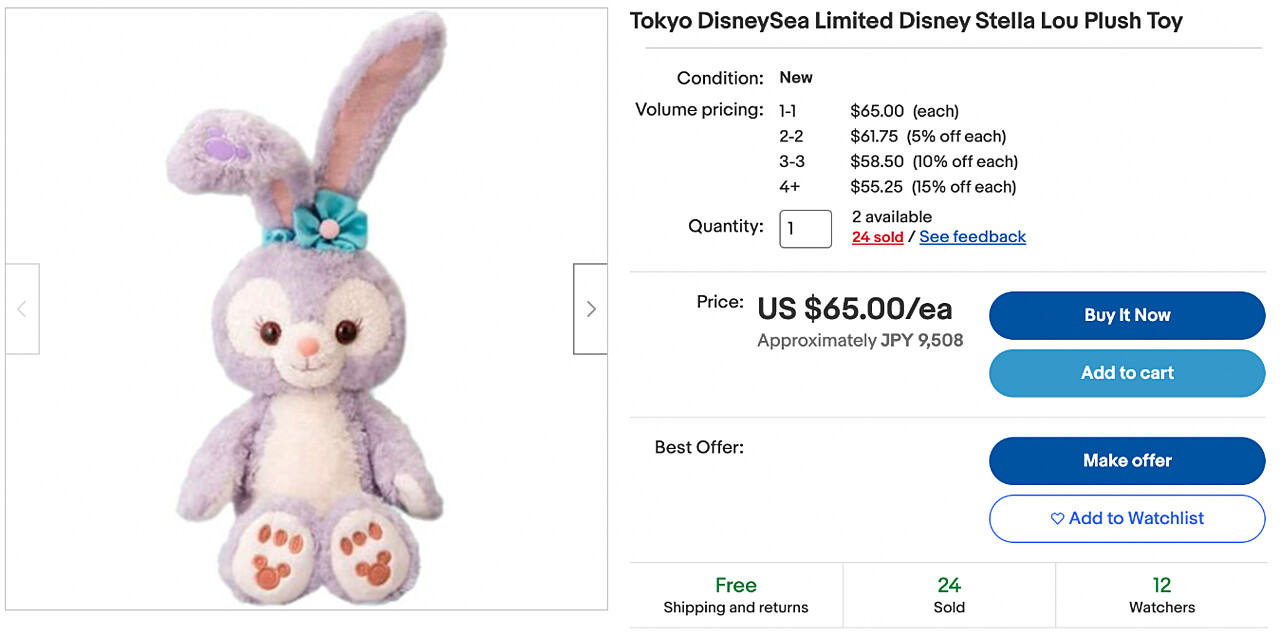 Tokyo DisneySea Limited Disney Stella Lou Plush Toy
Condition: New
Volume pricing: 1-1 $65.00 (each)
2-2 $61.75 (5% off each)
3-3 $58.50 (10% off each)
4+ $55.25 (15% off each)
Quantity: 1 2 available
24 sold / See feedback
Price: US $65.00/ea
Approximately JPY 9,508
Buy It Now
Add to cart
Best Offer:
Make offer
Add to Watchlist
Free 24 12
Shipping and returns Sold Watchers